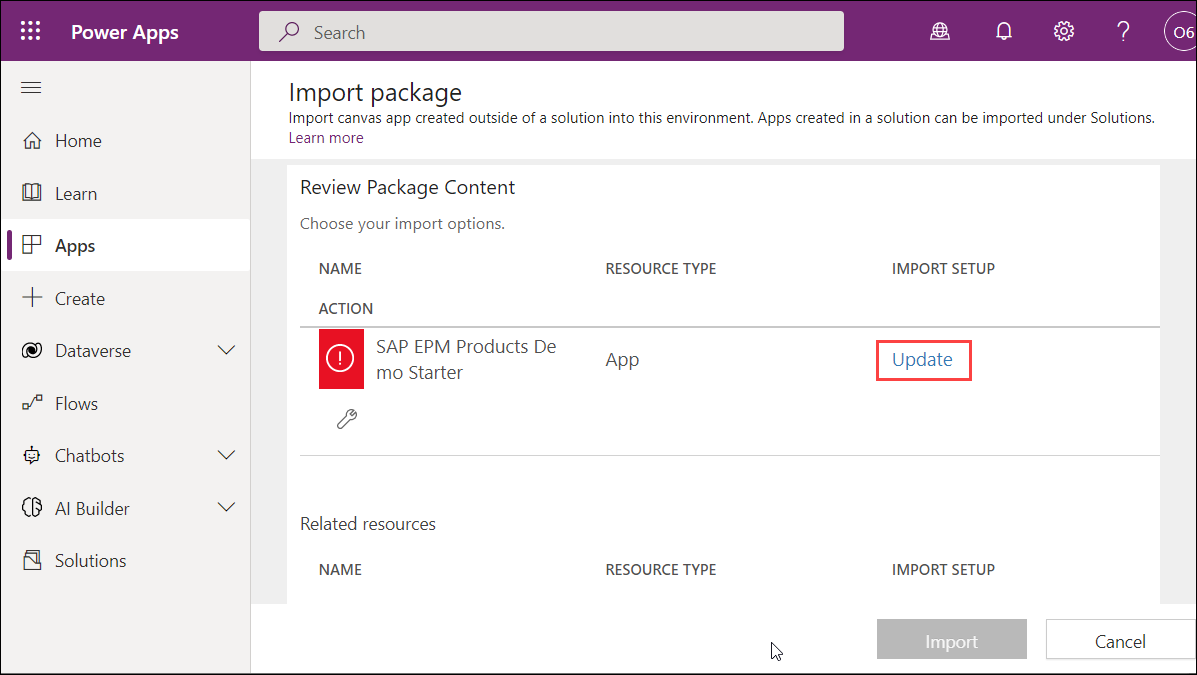 Power Apps
Search
O6
Home
Learn
Apps
Create
Dataverse
Flows
Chatbots
AI Builder
Solutions
Import package
Import canvas app created outside of a solution into this environment. Apps created in a solution can be imported under Solutions.
Learn more
Review Package Content
Choose your import options.
NAME RESOURCE TYPE IMPORT SETUP
ACTION
SAP EPM Products De
mo Starter
App
Update
Related resources
NAME RESOURCE TYPE IMPORT SETUP
Import Cancel